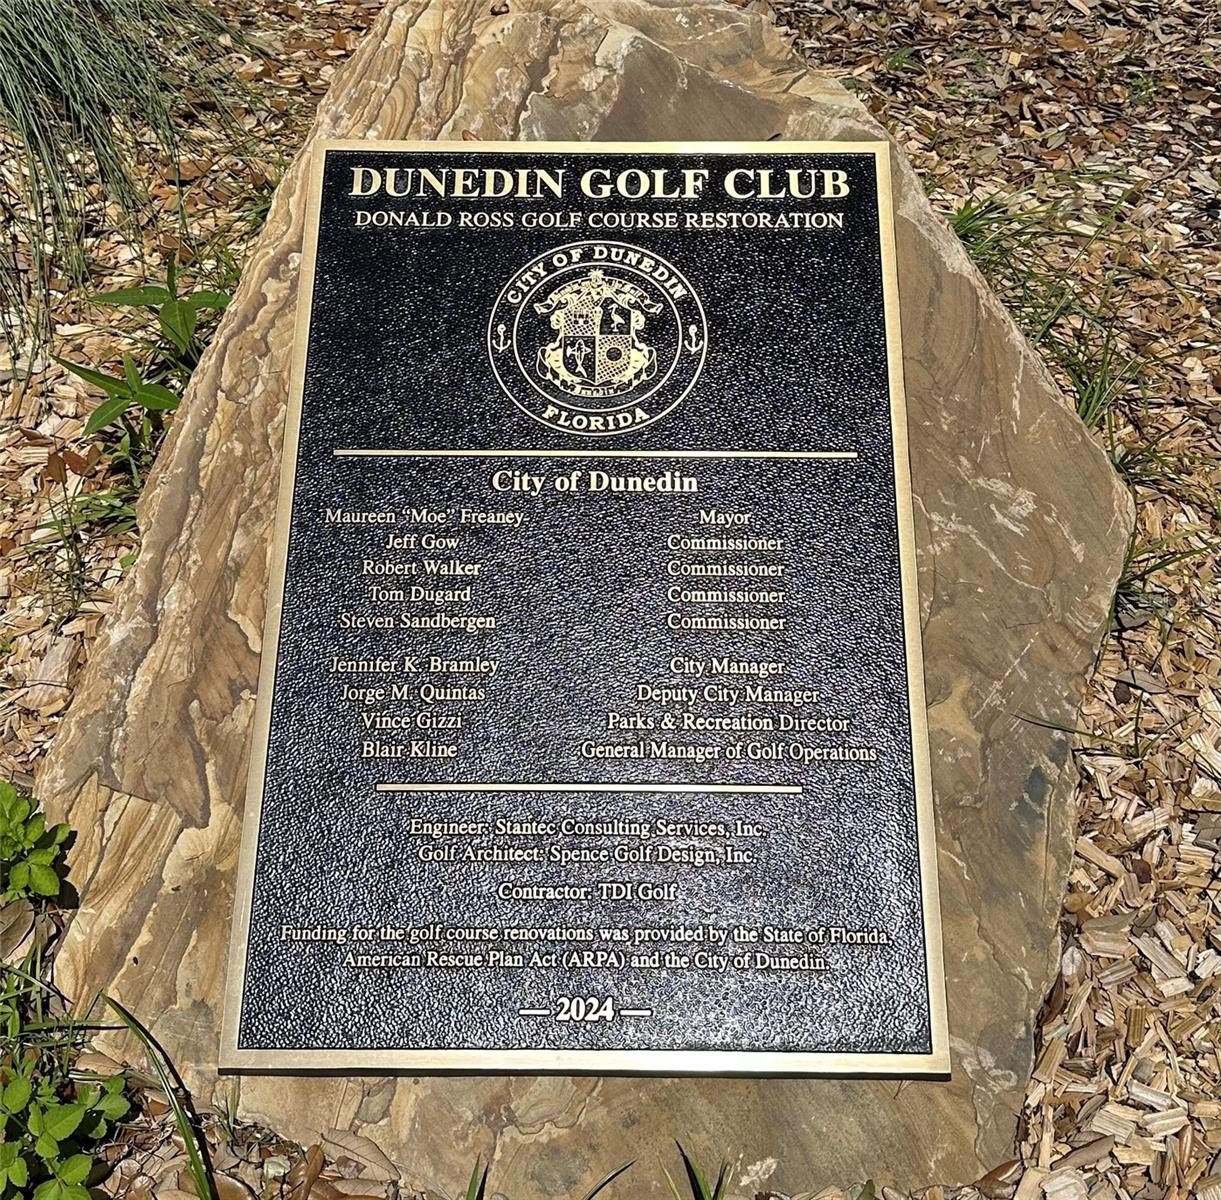 DUNEDIN GOLF CLUB
DONALD ROSS GOLF COURSE RESTORATION
CITY OF DUNEDIN
Dunedin
FLORIDA
City of Dunedin
Maureen “Moe” Freaney Mayor
Jeff Gow Commissioner
Robert Walker Commissioner
Tom Dugard Commissioner
Steven Sandbergen Commissioner
Jennifer K. Bramley City Manager
Jorge M. Quintas Deputy City Manager
Vince Gizzi Parks & Recreation Director
Blair Kline General Manager of Golf Operations
Engineer: Stantec Consulting Services, Inc.
Golf Architect: Spence Golf Design, Inc.
Contractor: TDI Golf
Funding for the golf course renovations was provided by the State of Florida,
American Rescue Plan Act (ARPA) and the City of Dunedin.
— 2024 —